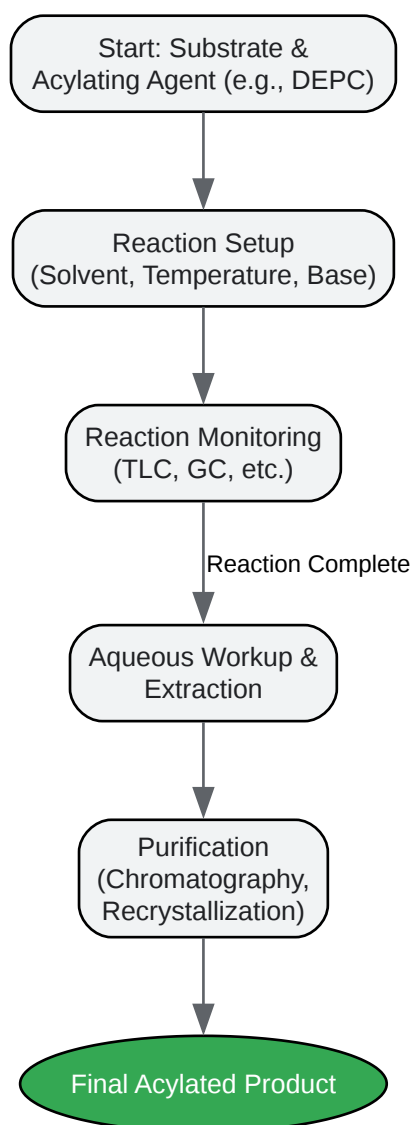 Start: Substrate &
Acylating Agent (e.g., DEPC)
Reaction Setup
(Solvent, Temperature, Base)
Reaction Monitoring
(TLC, GC, etc.)
Reaction Complete
Aqueous Workup &
Extraction
Purification
(Chromatography,
Recrystallization)
Final Acylated Product